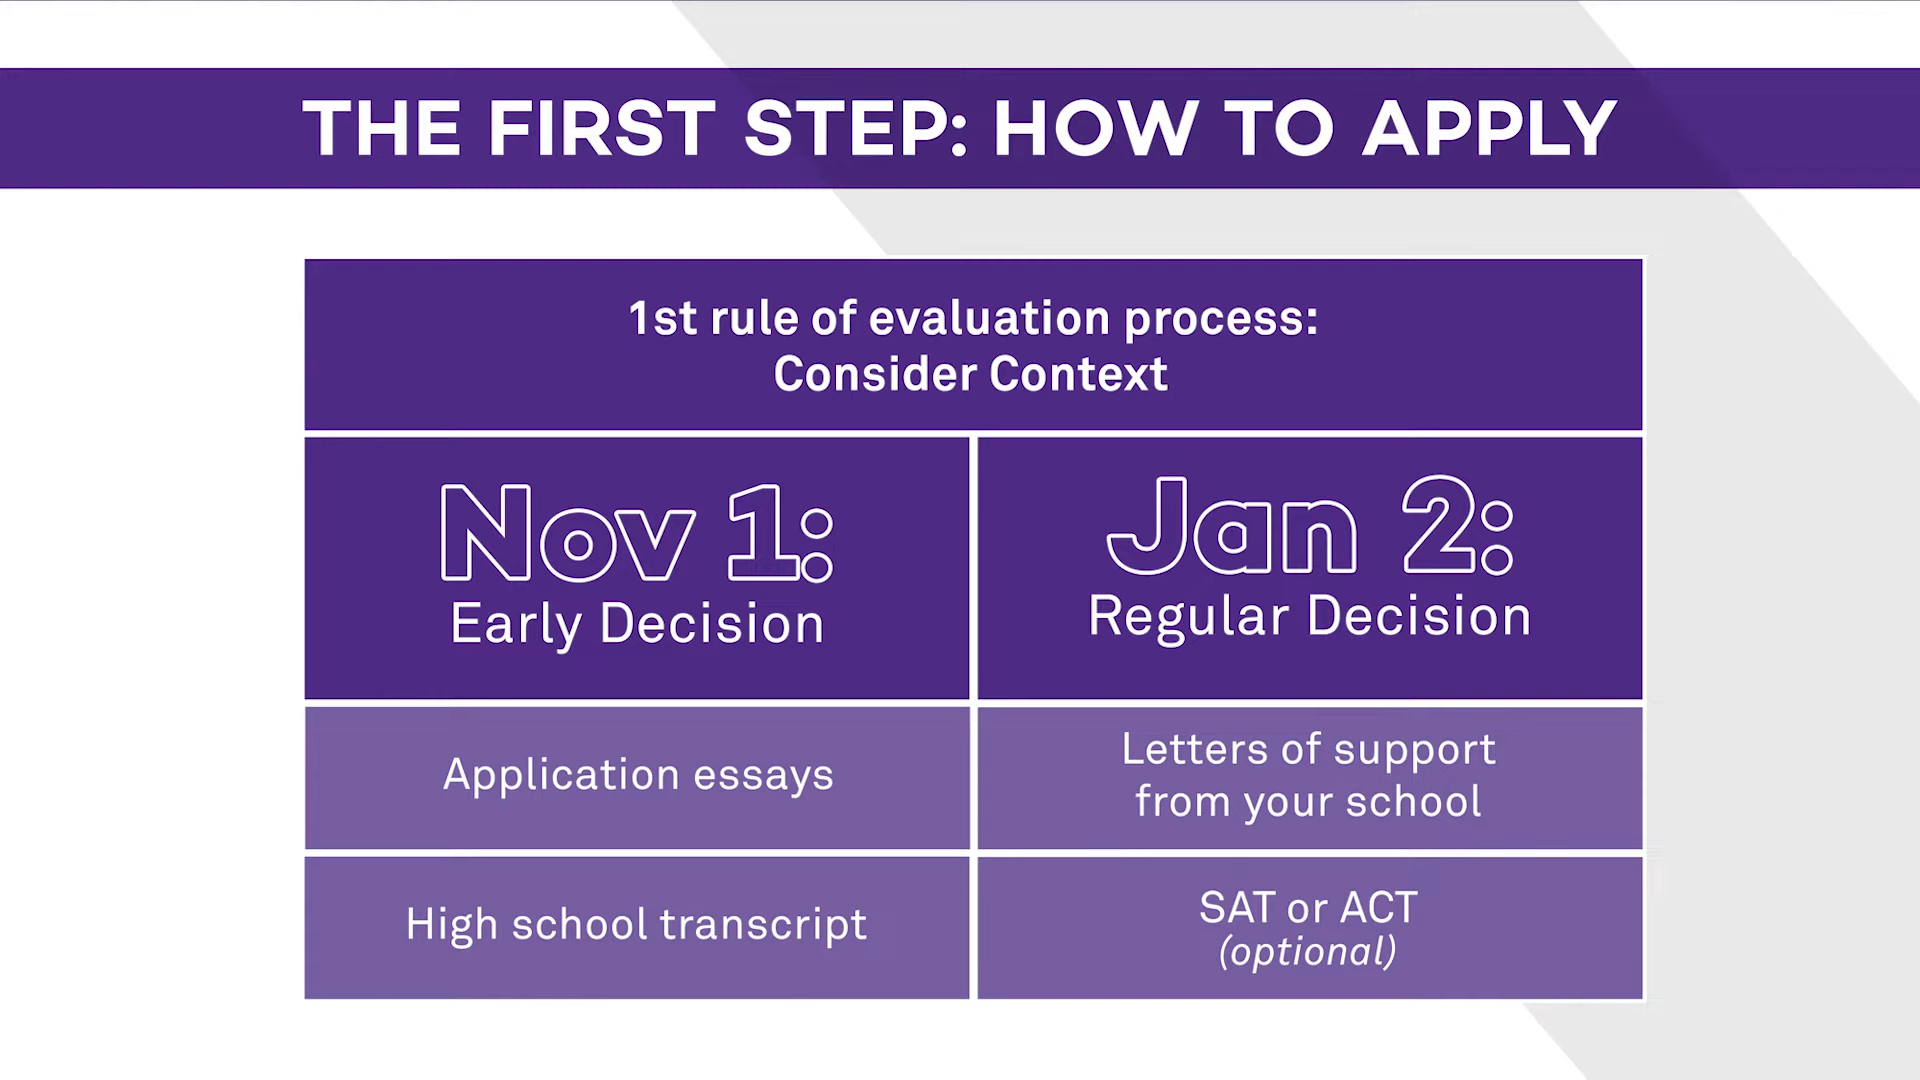 THE FIRST STEP: HOW TO APPLY
1st rule of evaluation process:
Consider Context
Nov 1:
Early Decision
Jan 2:
Regular Decision
Application essays
Letters of support
from your school
High school transcript
SAT or ACT
(optional)